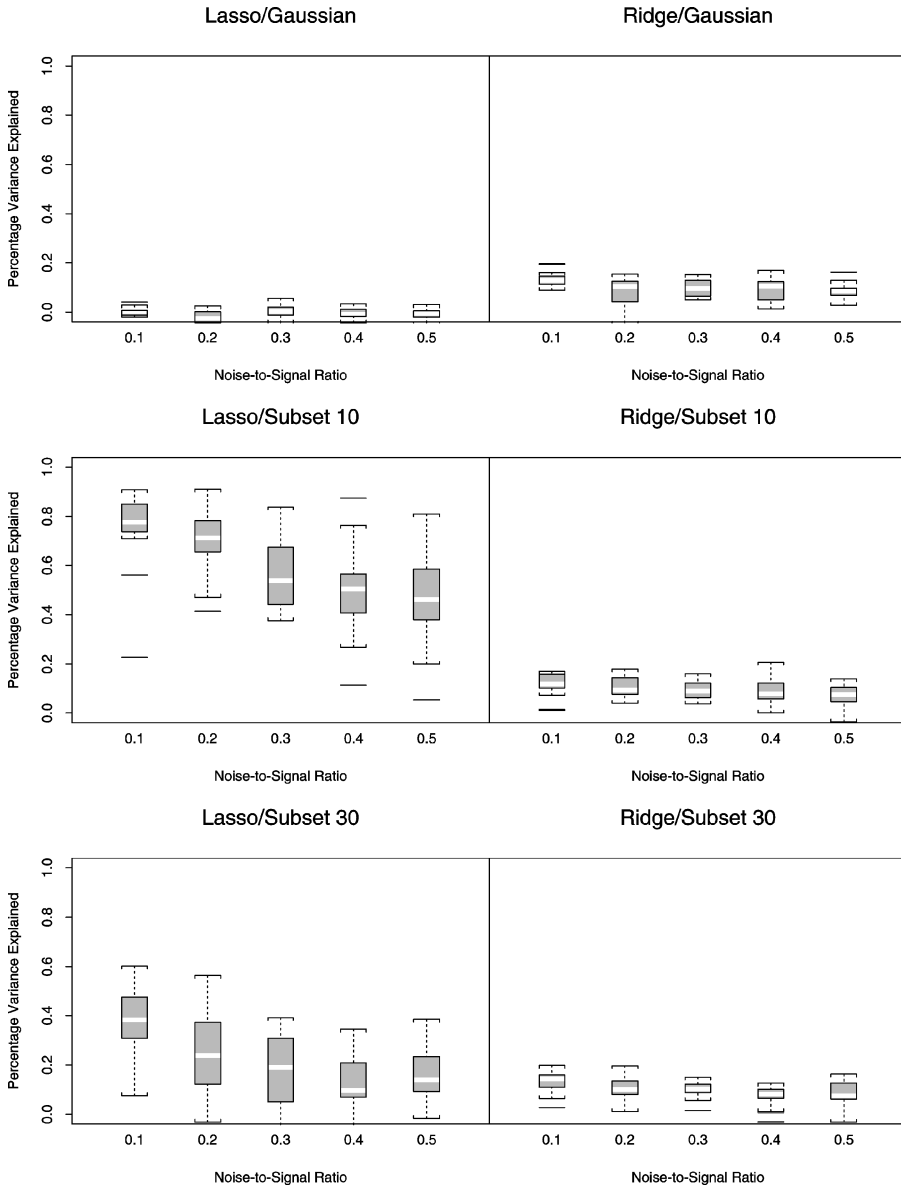 Lasso/Gaussian
Ridge/Gaussian
Percentage Variance Explained
1.0
0.8
0.6
0.4
0.2
0.0
0.1 0.2 0.3 0.4 0.5
0.1 0.2 0.3 0.4 0.5
Noise-to-Signal Ratio
Noise-to-Signal Ratio
Lasso/Subset 10
Ridge/Subset 10
Percentage Variance Explained
1.0
0.8
0.6
0.4
0.2
0.0
0.1 0.2 0.3 0.4 0.5
0.1 0.2 0.3 0.4 0.5
Noise-to-Signal Ratio
Noise-to-Signal Ratio
Lasso/Subset 30
Ridge/Subset 30
Percentage Variance Explained
1.0
0.8
0.6
0.4
0.2
0.0
0.1 0.2 0.3 0.4 0.5
0.1 0.2 0.3 0.4 0.5
Noise-to-Signal Ratio
Noise-to-Signal Ratio